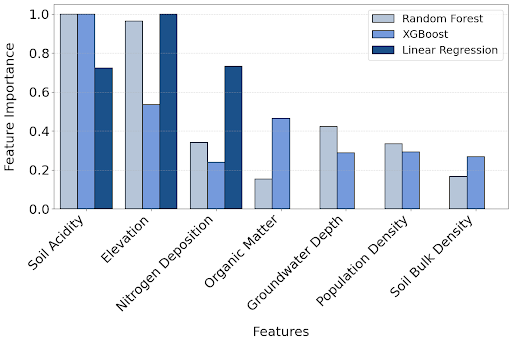 Feature Importance
1.0
0.8
0.6
0.4
0.2
0.0
Random Forest
XGBoost
Linear Regression
Soil Acidity
Elevation
Nitrogen Deposition
Organic Matter
Groundwater Depth
Population Density
Soil Bulk Density
Features